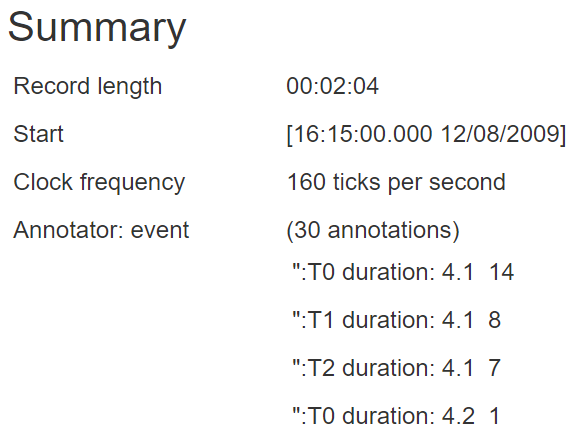 Summary
Record length 00:02:04
Start [16:15:00.000 12/08/2009]
Clock frequency 160 ticks per second
Annotator: event (30 annotations)
":T0 duration: 4.1 14
":T1 duration: 4.1 8
":T2 duration: 4.1 7
":T0 duration: 4.2 1